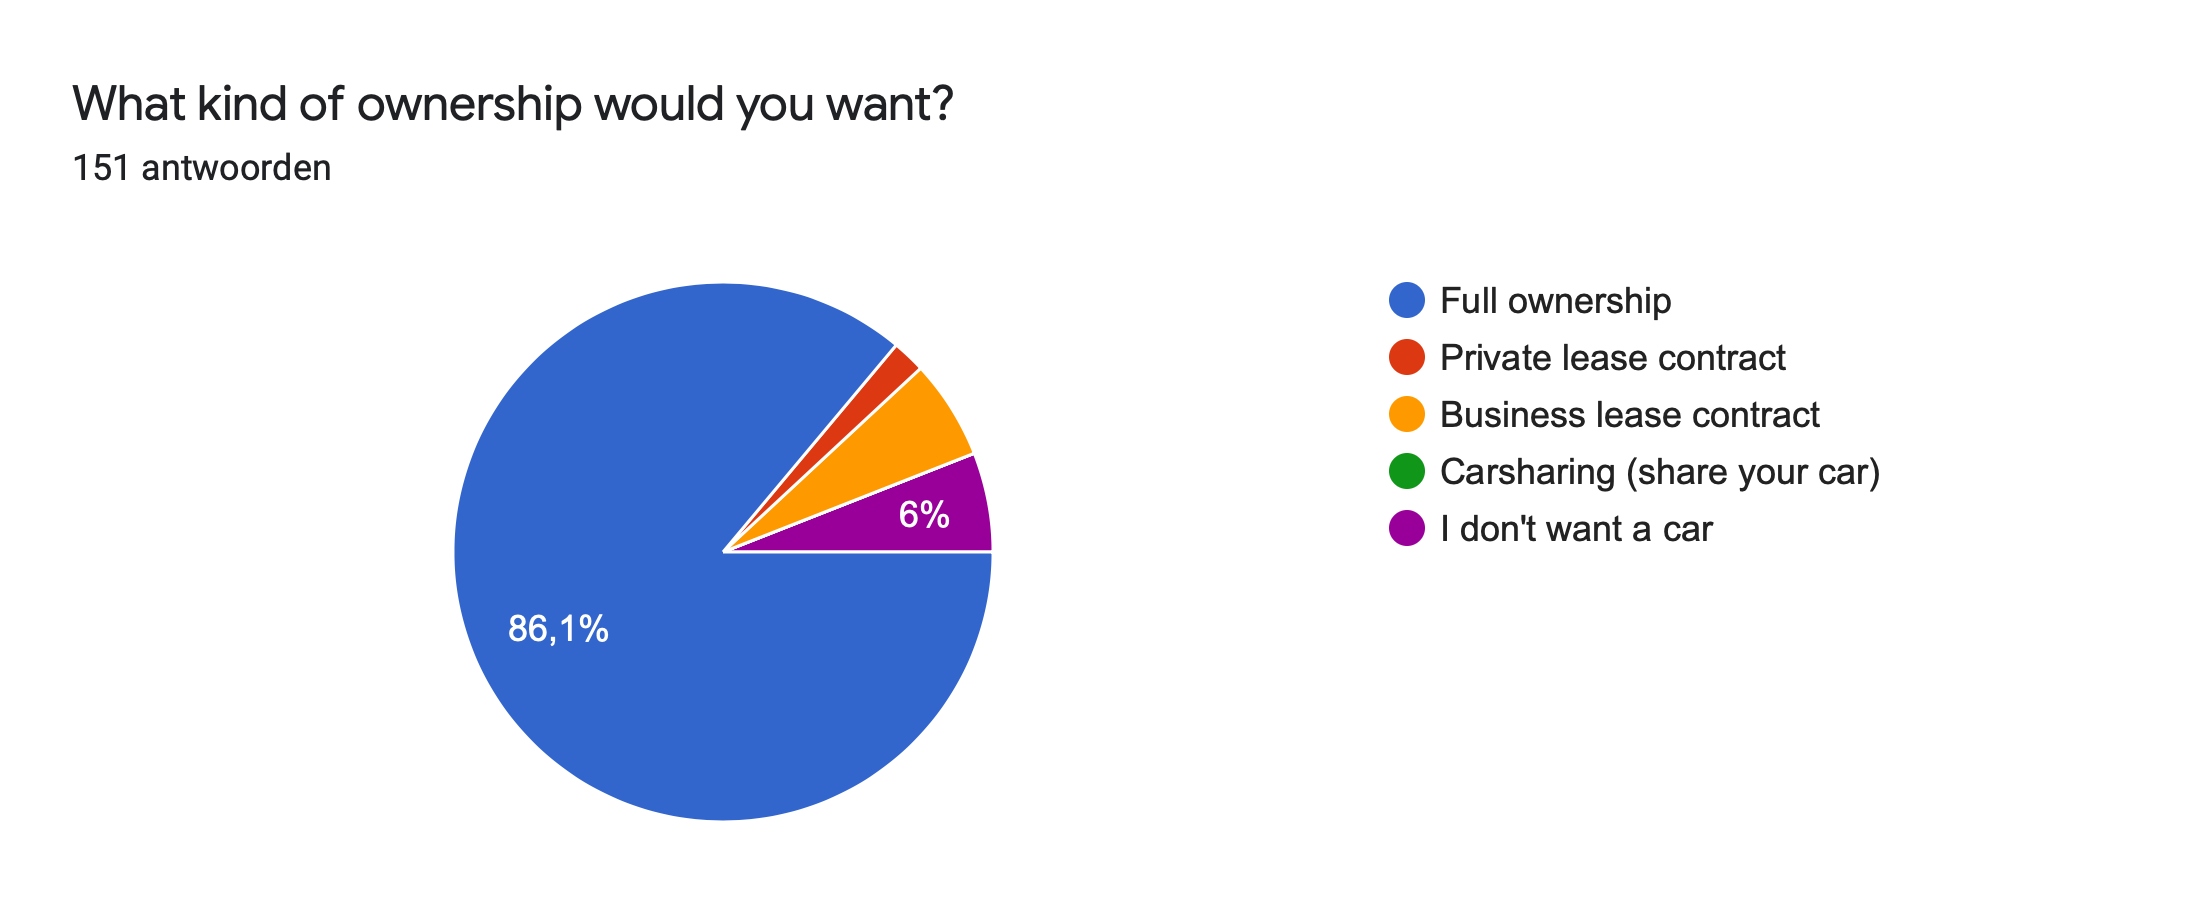 What kind of ownership would you want?
151 antwoorden
86,1%
6%
Full ownership
Private lease contract
Business lease contract
Carsharing (share your car)
I don't want a car